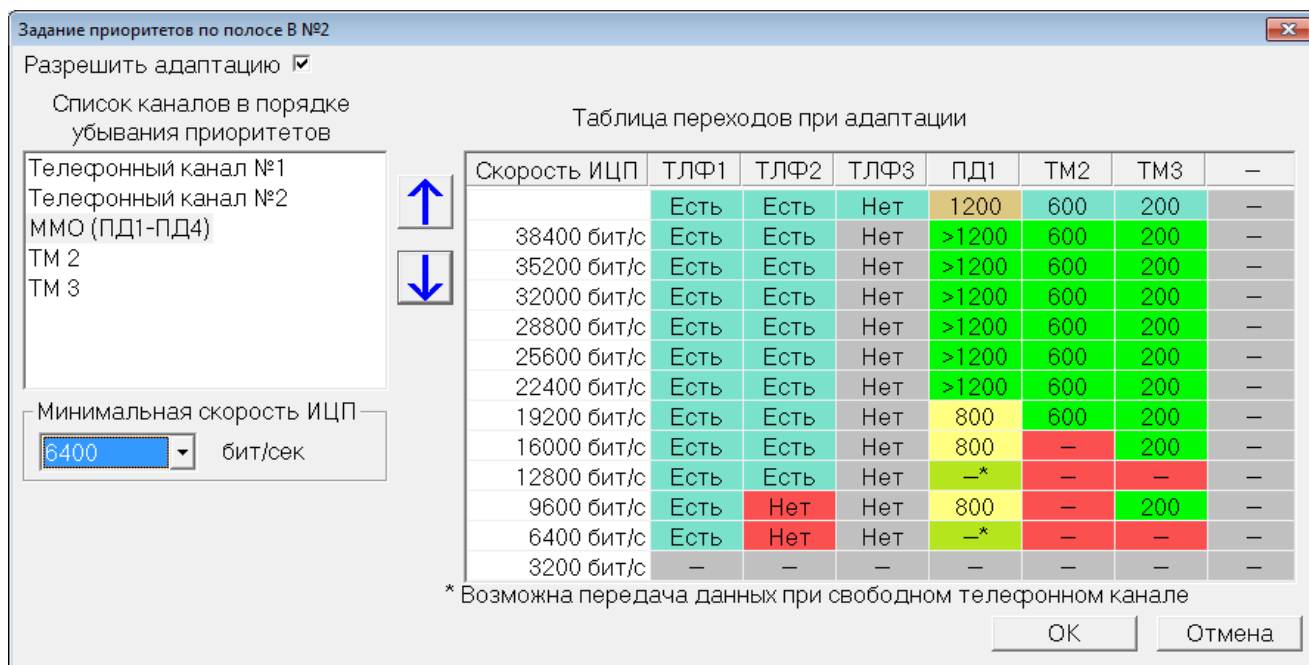 Задание приоритетов по полосе В №2
Разрешить адаптацию
Список каналов в порядке
убывания приоритетов
Телефонный канал №1
Телефонный канал №2
ММО (ПД1-ПД4)
ТМ 2
ТМ 3
Минимальная скорость ИЦП
6400 бит/сек
Таблица переходов при адаптации
Скорость ИЦП ТЛФ1 ТЛФ2 ТЛФ3 ПД1 ТМ2 ТМ3 –
Есть Есть Нет 1200 600 200 –
38400 бит/с Есть Есть Нет >1200 600 200 –
35200 бит/с Есть Есть Нет >1200 600 200 –
32000 бит/с Есть Есть Нет >1200 600 200 –
28800 бит/с Есть Есть Нет >1200 600 200 –
25600 бит/с Есть Есть Нет >1200 600 200 –
22400 бит/с Есть Есть Нет >1200 600 200 –
19200 бит/с Есть Есть Нет 800 600 200 –
16000 бит/с Есть Есть Нет 800 – 200 –
12800 бит/с Есть Есть Нет –* – – –
9600 бит/с Есть Нет Нет 800 – 200 –
6400 бит/с Есть Нет Нет –* – – –
3200 бит/с – – – – – – –
* Возможна передача данных при свободном телефонном канале
ОК Отмена